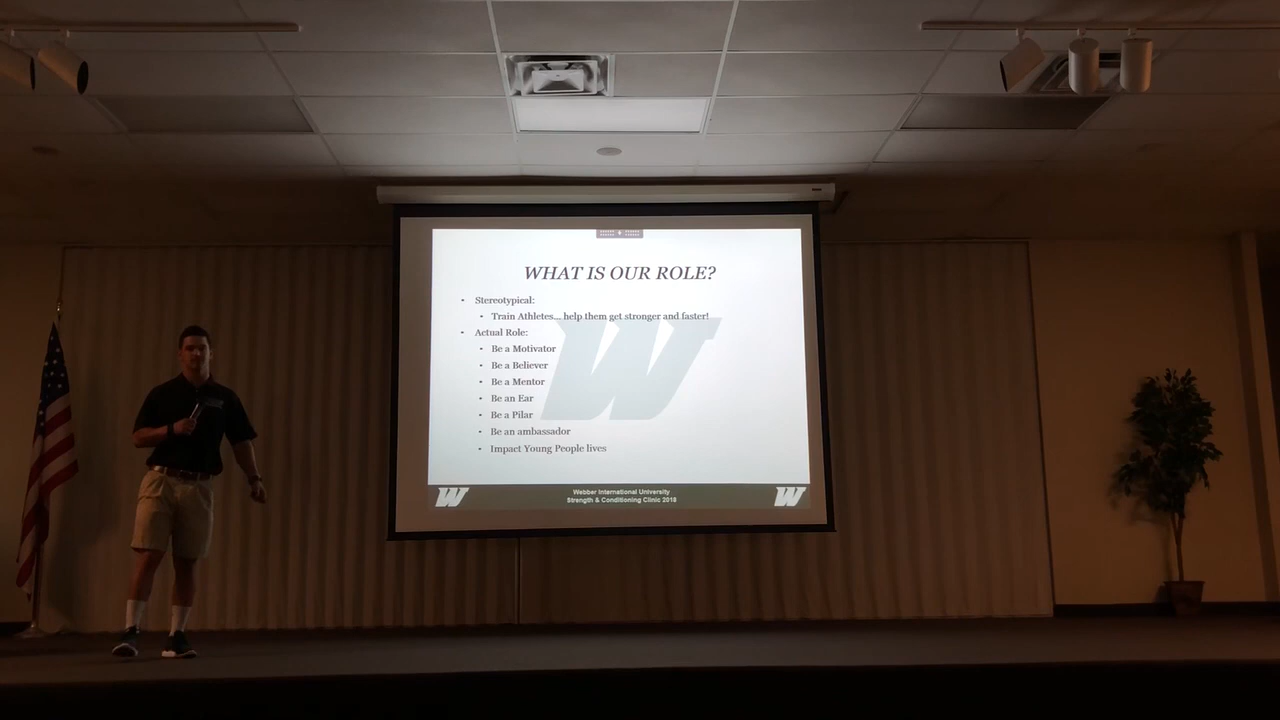 WHAT IS OUR ROLE?
Stereotypical:
Train Athletes... help them get stronger and faster!
Actual Role:
Be a Motivator
Be a Believer
Be a Mentor
Be an Ear
Be a Pilar
Be an ambassador
Impact Young People lives
W
Webber International University
Strength & Conditioning Clinic 2018
W
W